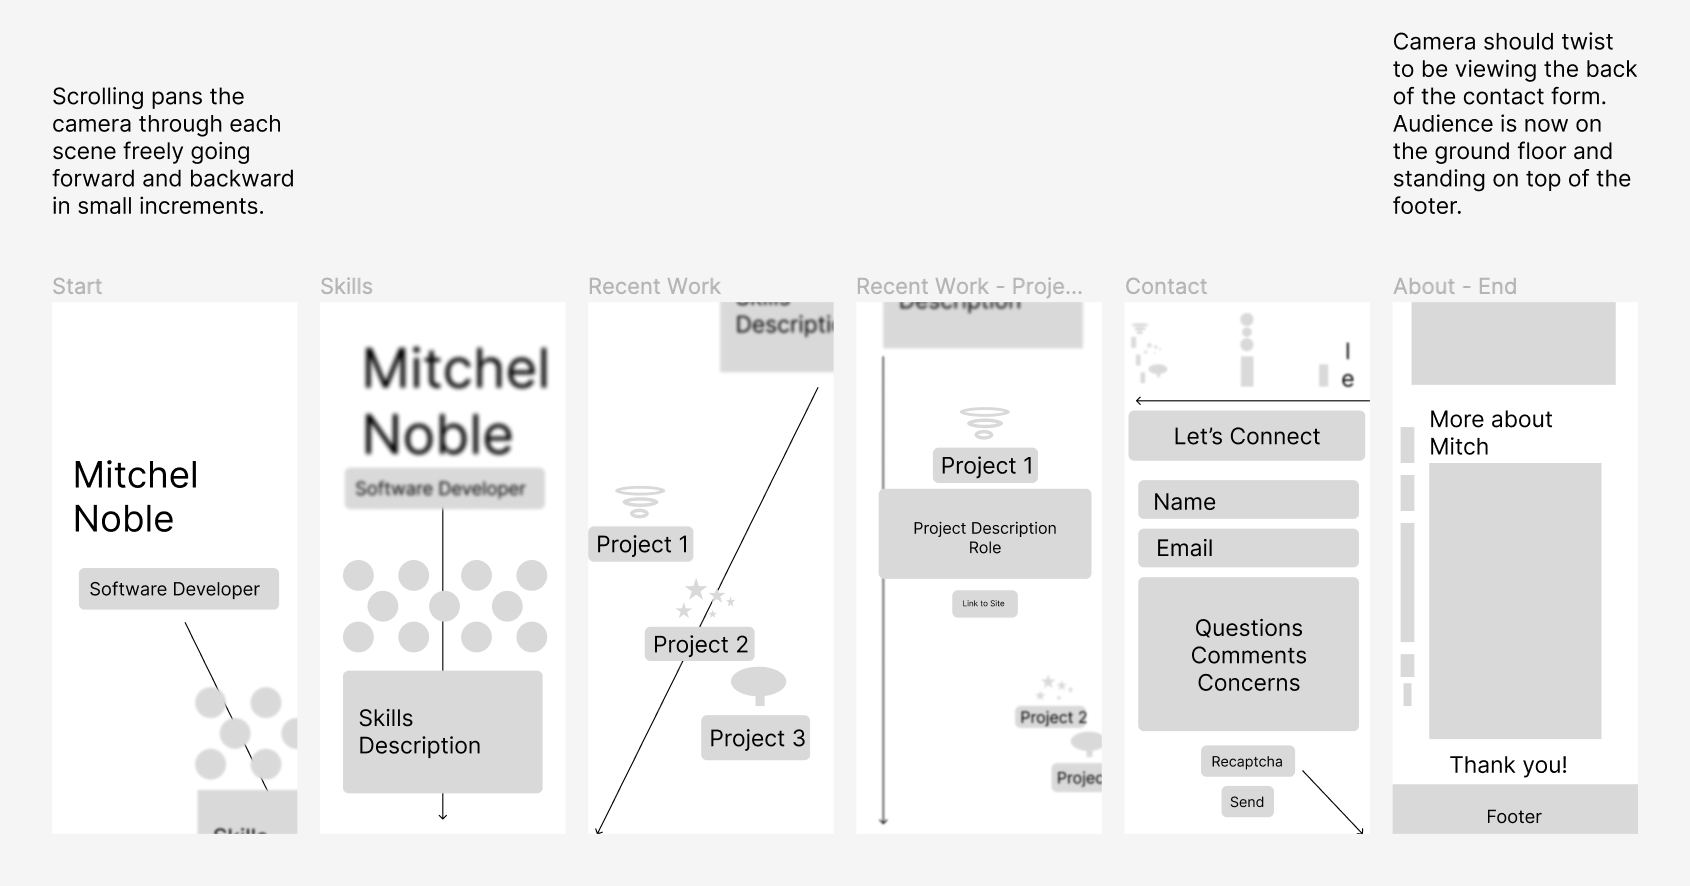 Scrolling pans the
camera through each
scene freely going
forward and backward
in small increments.
Camera should twist
to be viewing the back
of the contact form.
Audience is now on
the ground floor and
standing on top of the
footer.
Start
Mitchel
Noble
Software Developer
Skills
Skills
Mitchel
Noble
Software Developer
Skills
Description
Recent Work
Skills
Descripti
Project 1
Project 2
Project 3
Recent Work - Proje...
Description
Project 1
Project Description
Role
Link to Site
Project 2
Projec
Contact
l
e
Let's Connect
Name
Email
Questions
Comments
Concerns
Recaptcha
Send
About - End
More about
Mitch
Thank you!
Footer